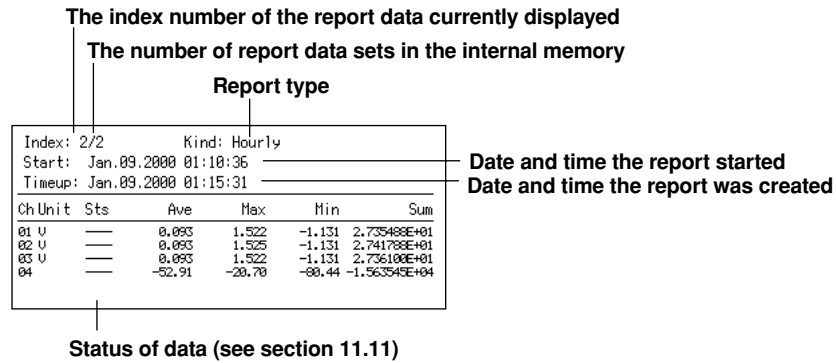 The index number of the report data currently displayed
The number of report data sets in the internal memory
Report type
Index: 2/2 Kind: Hourly
Start: Jan.09.2000 01:10:36
Date and time the report started
Timeup: Jan.09.2000 01:15:31
Date and time the report was created
Ch Unit Sts Ave Max Min Sum
01 V —— 0.093 1.522 -1.131 2.735488E+01
02 V —— 0.093 1.525 -1.131 2.741788E+01
03 V —— 0.093 1.522 -1.131 2.736100E+01
04 —— -52.91 -20.70 -80.44 -1.563545E+04
Status of data (see section 11.11)